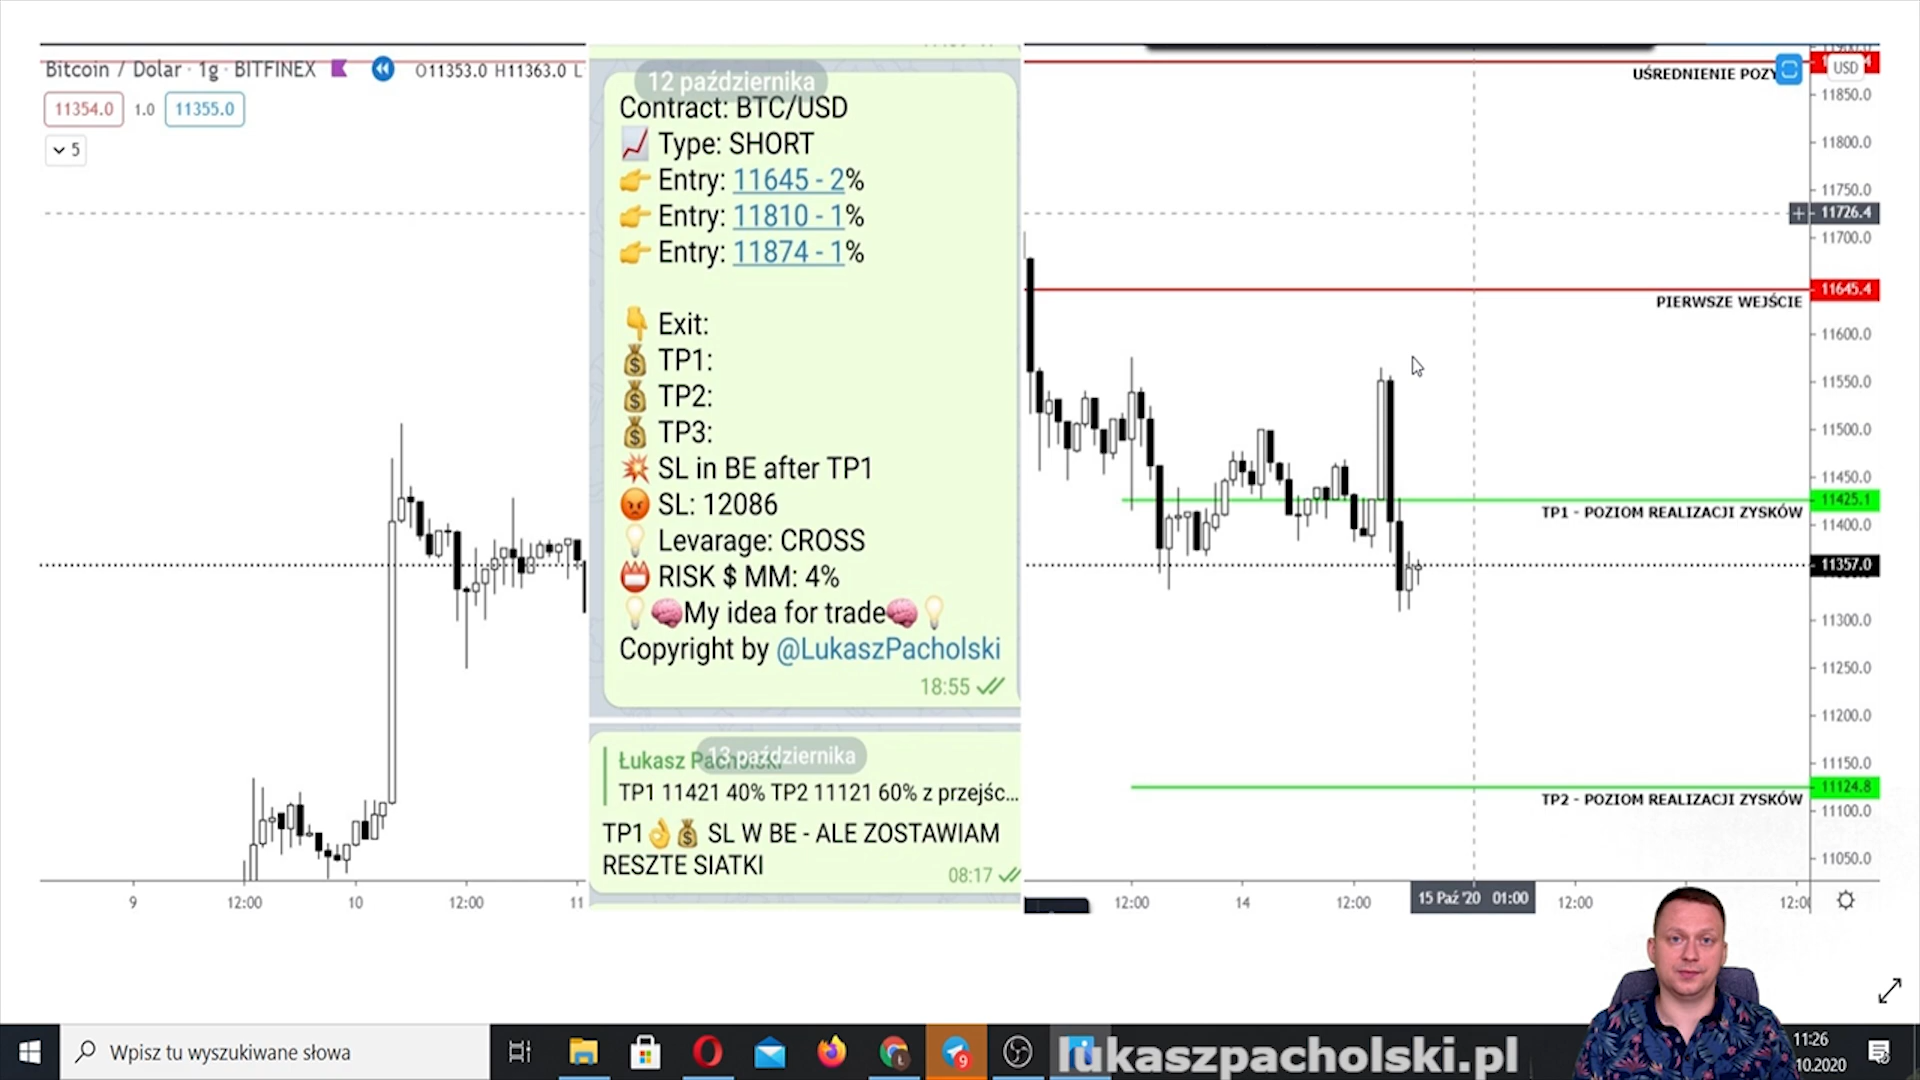 Bitcoin / Dolar · 1g · BITFINEX
O11353.0 H11363.0 L
11354.0 1.0 11355.0
5
12 października
Contract: BTC/USD
📈 Type: SHORT
👉 Entry: 11645 - 2%
👉 Entry: 11810 - 1%
👉 Entry: 11874 - 1%
👇 Exit:
💰 TP1:
💰 TP2:
💰 TP3:
💥 SL in BE after TP1
😡 SL: 12086
💡 Levarage: CROSS
📛 RISK $ MM: 4%
💡🧠My idea for trade🧠💡
Copyright by @LukaszPacholski
18:55
13 października
Łukasz Pacholski
TP1 11421 40% TP2 11121 60% z przejśc...
TP1👌💰 SL W BE - ALE ZOSTAWIAM
RESZTE SIATKI
08:17
USD
UŚREDNIENIE POZY
11850.0
11800.0
11750.0
11726.4
11700.0
11645.4
PIERWSZE WEJŚCIE
11600.0
11550.0
11500.0
11450.0
11425.1
TP1 - POZIOM REALIZACJI ZYSKÓW
11400.0
11357.0
11300.0
11250.0
11200.0
11150.0
11124.8
TP2 - POZIOM REALIZACJI ZYSKÓW
11100.0
11050.0
9 12:00 10 12:00 11
12:00 14 12:00 15 Paź '20 01:00 12:00 12:0
Wpisz tu wyszukiwane słowa
9
lukaszpacholski.pl
11:26
.10.2020